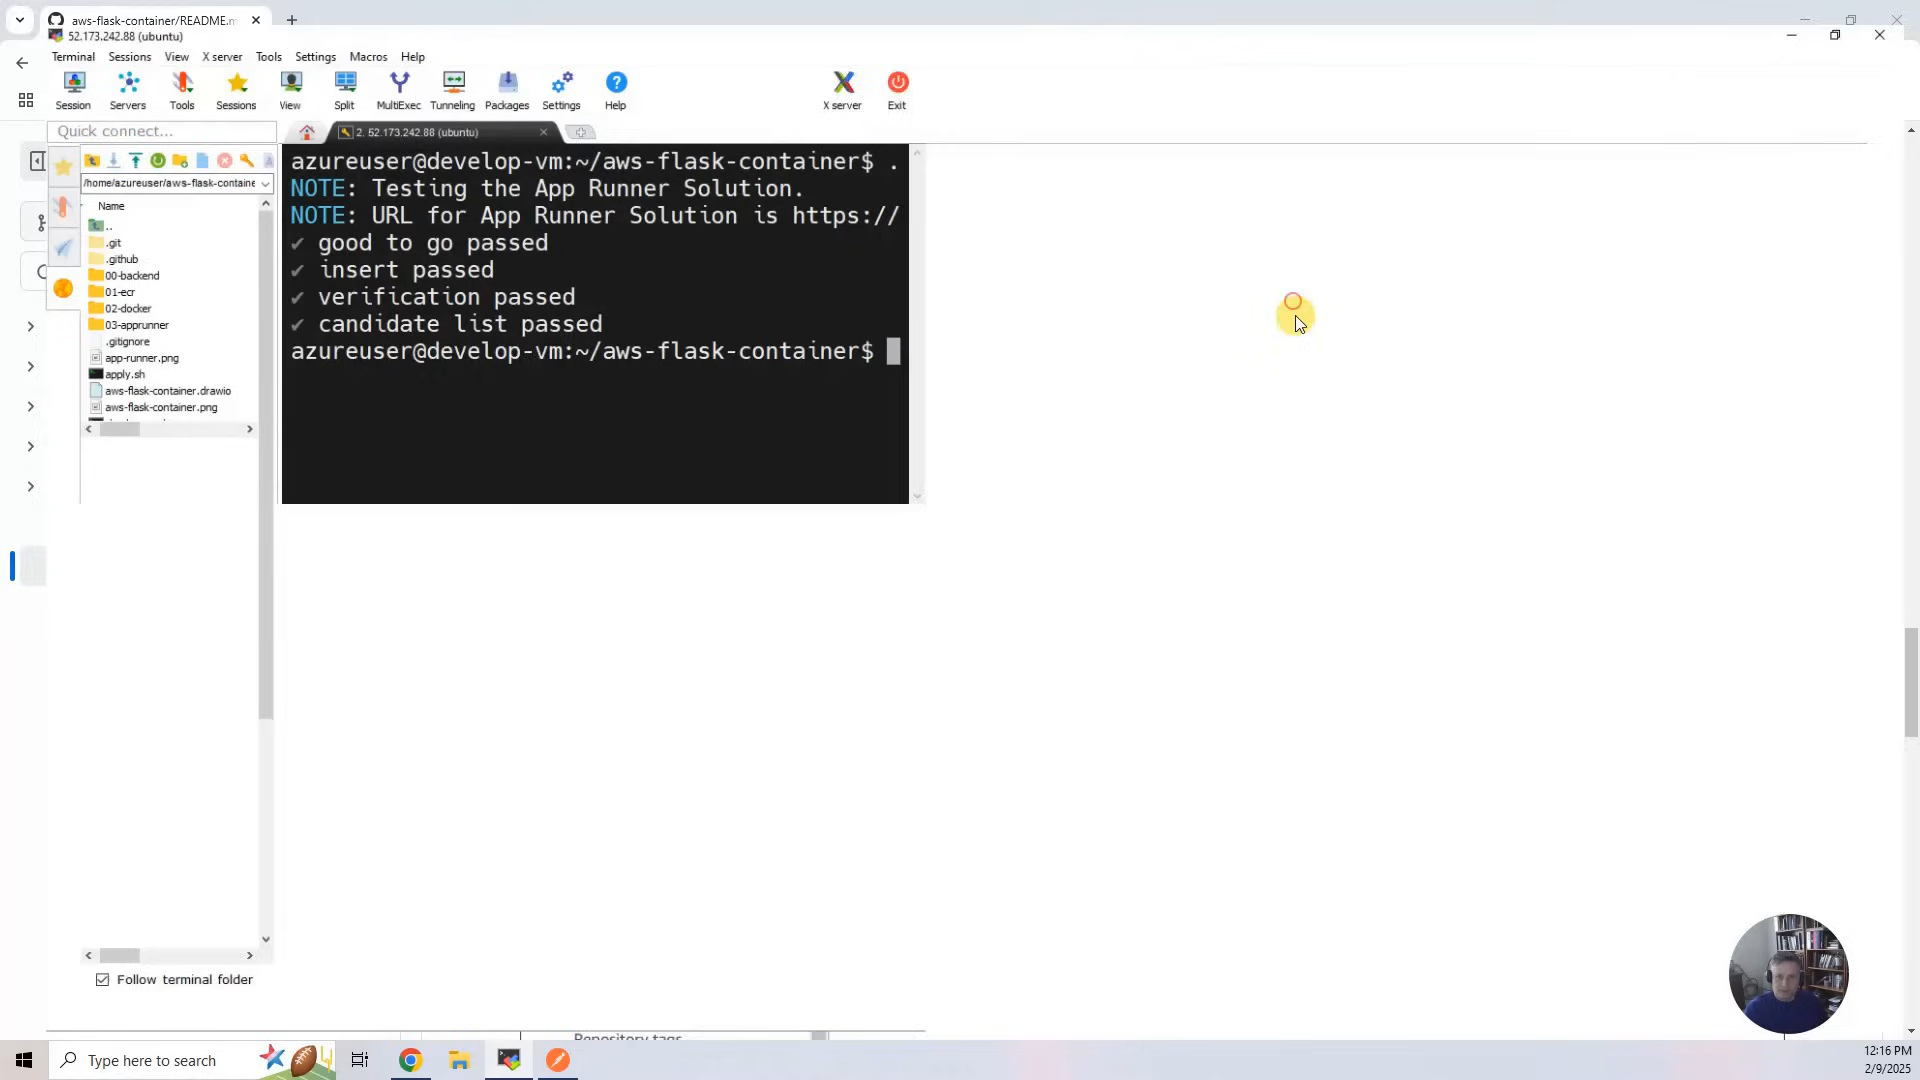 aws-flask-container/README.m
52.173.242.88 (ubuntu)
Terminal Sessions View X server Tools Settings Macros Help
Session Servers Tools Sessions View Split MultiExec Tunneling Packages Settings Help X server Exit
Quick connect...
2. 52.173.242.88 (ubuntu)
/home/azureuser/aws-flask-containe
Name
..
.git
.github
00-backend
01-ecr
02-docker
03-apprunner
.gitignore
app-runner.png
apply.sh
aws-flask-container.drawio
aws-flask-container.png
azureuser@develop-vm:~/aws-flask-container$ .
NOTE: Testing the App Runner Solution.
NOTE: URL for App Runner Solution is https://
✓ good to go passed
✓ insert passed
✓ verification passed
✓ candidate list passed
azureuser@develop-vm:~/aws-flask-container$
Follow terminal folder
Repository tags
Type here to search
12:16 PM
2/9/2025